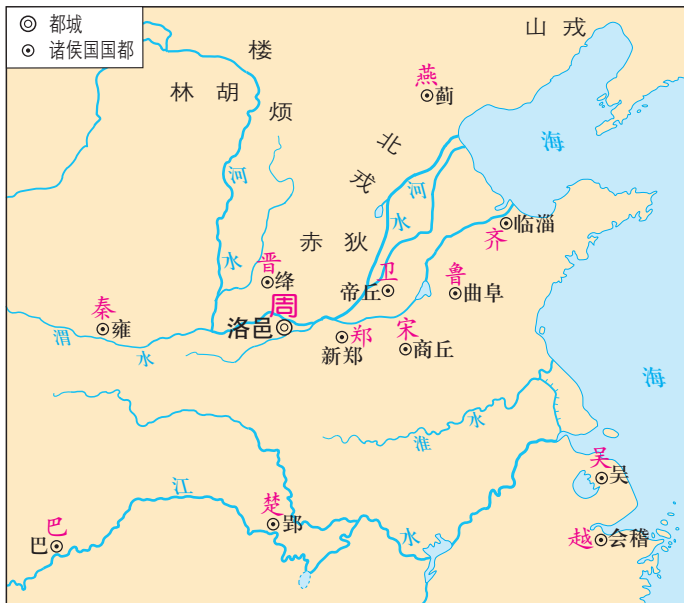 都城
诸侯国国都
山戎
楼烦
林胡
燕
蓟
北戎
海
河水
河水
赤狄
齐
临淄
晋
绛
卫
帝丘
鲁
曲阜
周
洛邑
秦
雍
渭水
郑
新郑
宋
商丘
海
淮水
吴
吴
江水
楚
郢
巴
巴
越
会稽